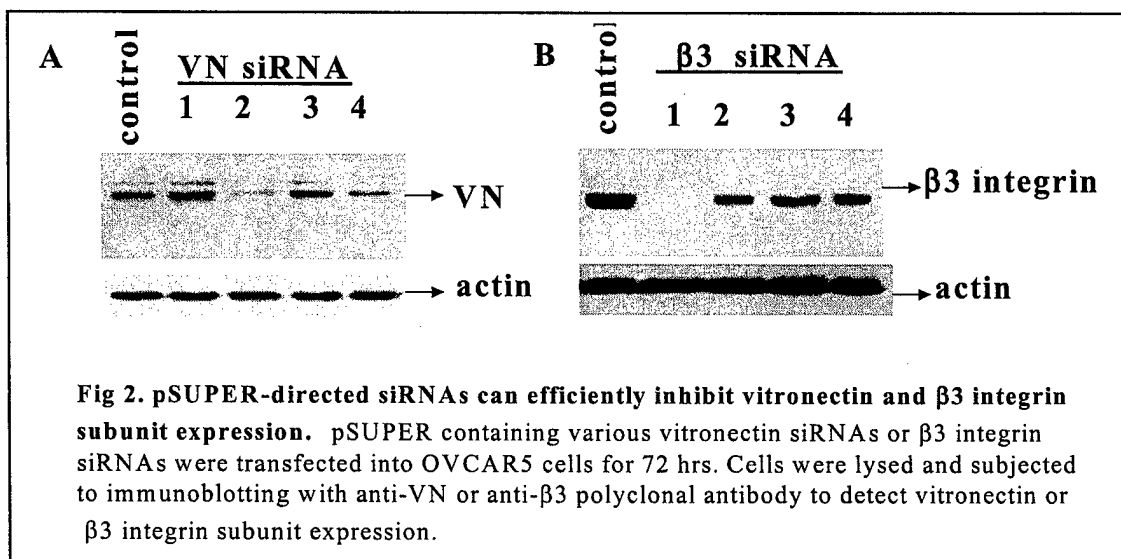 A
control
VN siRNA
1 2 3 4
VN
actin
B
control
β3 siRNA
1 2 3 4
β3 integrin
actin
Fig 2. pSUPER-directed siRNAs can efficiently inhibit vitronectin and β3 integrin
subunit expression. pSUPER containing various vitronectin siRNAs or β3 integrin
siRNAs were transfected into OVCAR5 cells for 72 hrs. Cells were lysed and subjected
to immunoblotting with anti-VN or anti-β3 polyclonal antibody to detect vitronectin or
β3 integrin subunit expression.